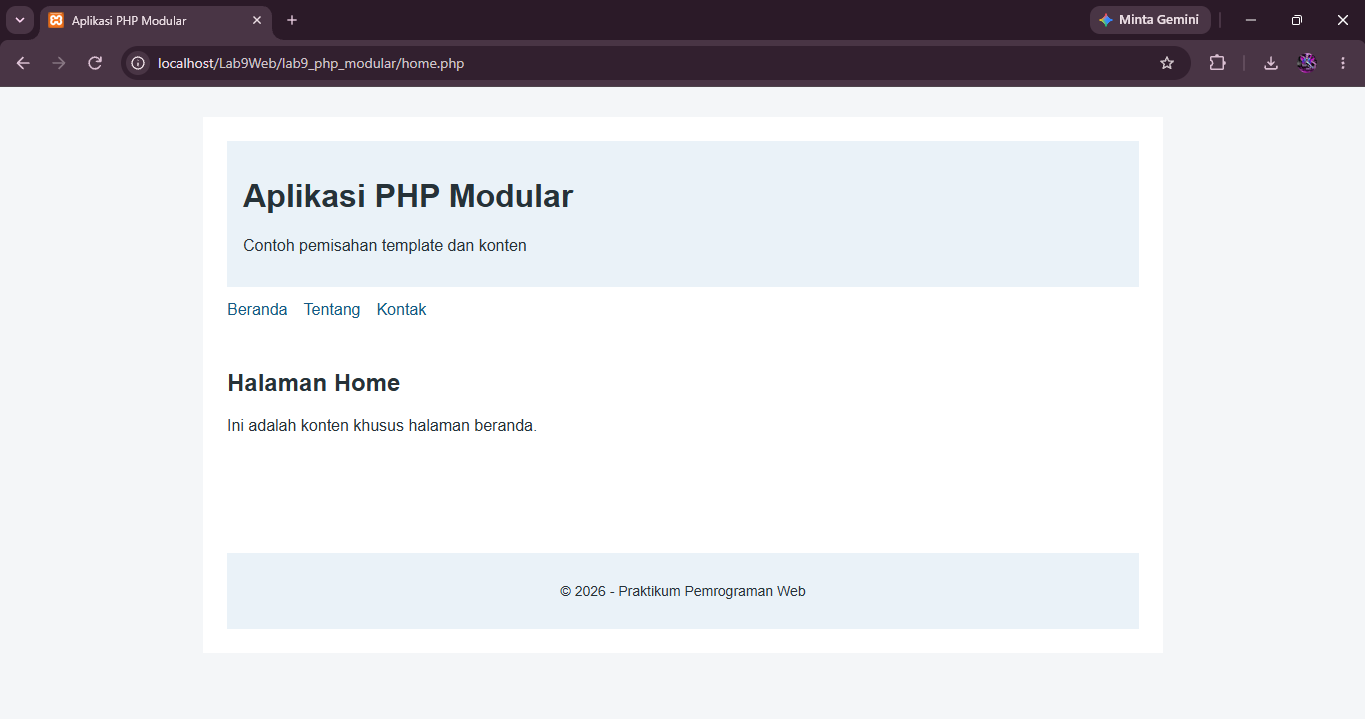 Aplikasi PHP Modular
Minta Gemini
localhost/Lab9Web/lab9_php_modular/home.php
Aplikasi PHP Modular
Contoh pemisahan template dan konten
Beranda Tentang Kontak
Halaman Home
Ini adalah konten khusus halaman beranda.
© 2026 - Praktikum Pemrograman Web